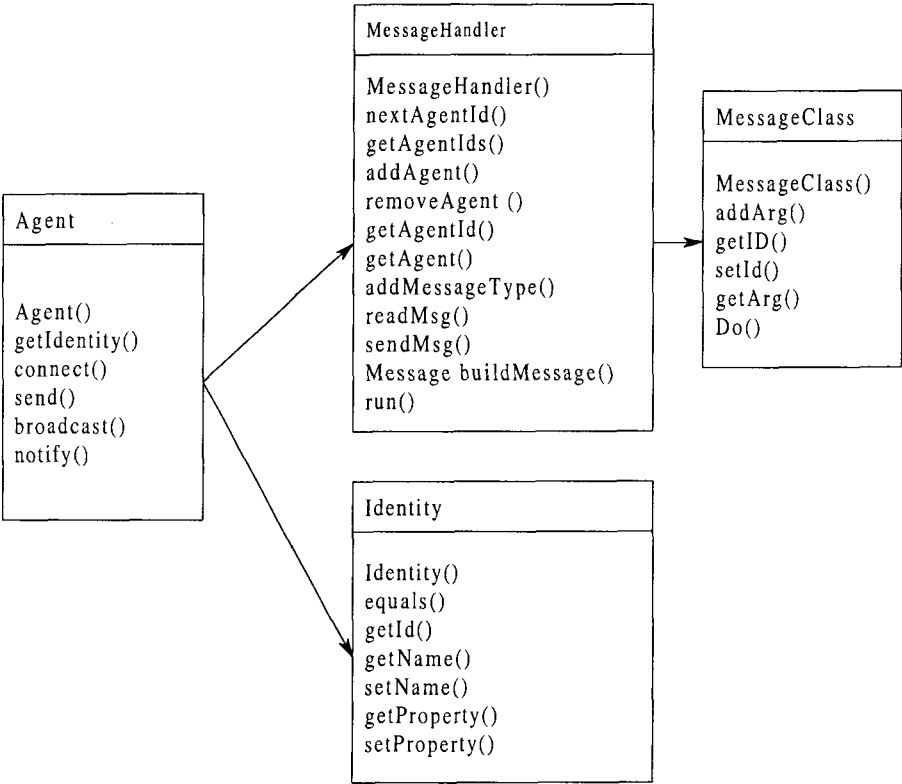 Agent
Agent()
getIdentity()
connect()
send()
broadcast()
notify()
MessageHandler
MessageHandler()
nextAgentId()
getAgentIds()
addAgent()
removeAgent ()
getAgentId()
getAgent()
addMessageType()
readMsg()
sendMsg()
Message buildMessage()
run()
MessageClass
MessageClass()
addArg()
getID()
setId()
getArg()
Do()
Identity
Identity()
equals()
getId()
getName()
setName()
getProperty()
setProperty()